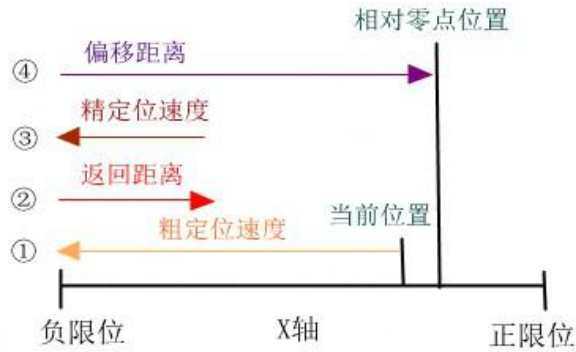 相对零点位置
偏移距离
④
精定位速度
③
返回距离
②
当前位置
粗定位速度
①
负限位
X轴
正限位